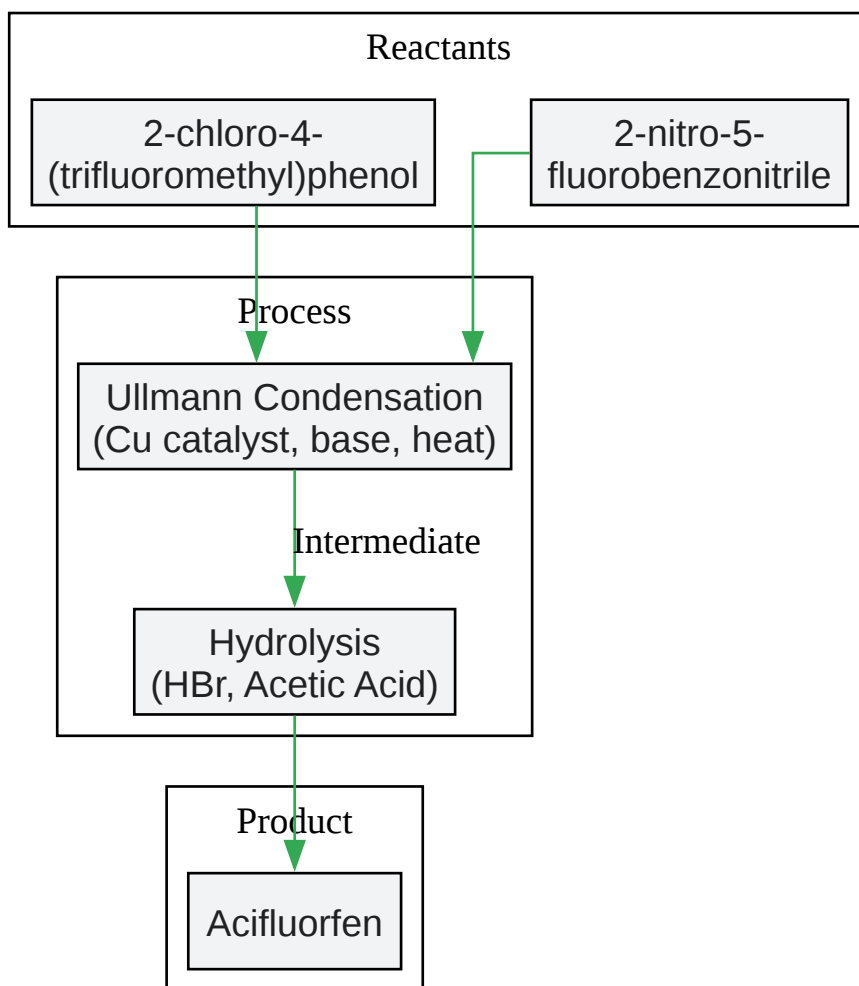 Reactants
2-chloro-4-
(trifluoromethyl)phenol
2-nitro-5-
fluorobenzonitrile
Process
Ullmann Condensation
(Cu catalyst, base, heat)
Intermediate
Hydrolysis
(HBr, Acetic Acid)
Product
Acifluorfen